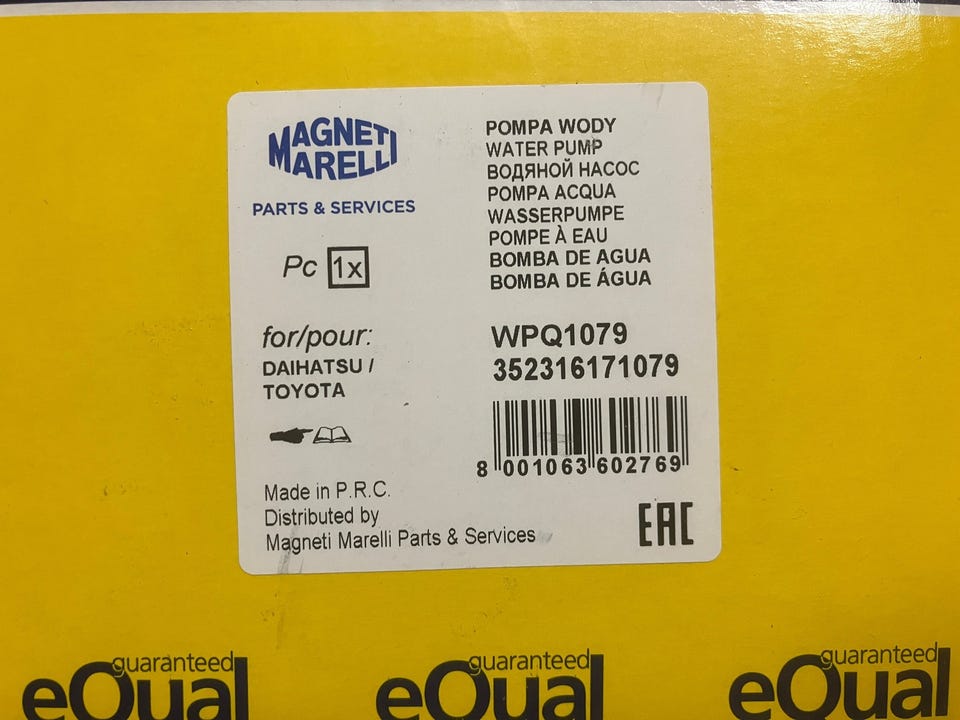 MAGNETI
MARELLI
PARTS & SERVICES
Pc 1x
for/pour:
DAIHATSU /
TOYOTA
Made in P.R.C.
Distributed by
Magneti Marelli Parts & Services
POMPA WODY
WATER PUMP
ВОДЯНОЙ НАСОС
POMPA ACQUA
WASSERPUMPE
POMPE À EAU
BOMBA DE AGUA
BOMBA DE ÁGUA
WPQ1079
352316171079
8 001063 602769
EAC
guaranteed
eQual
guaranteed
eQual
guaranteed
eQual